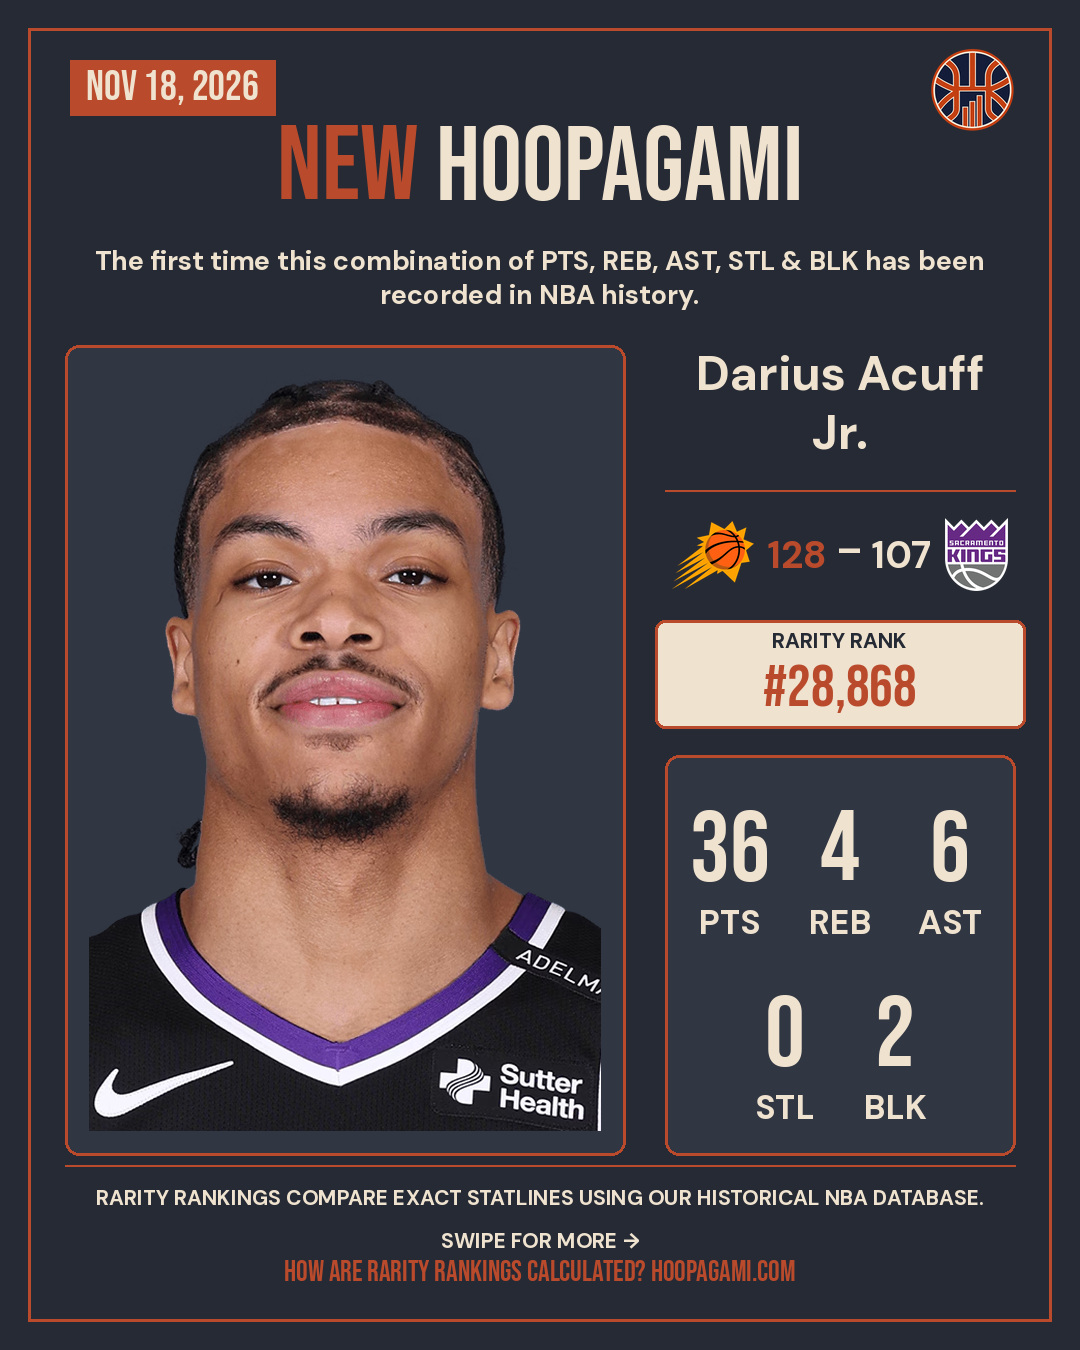 NOV 18, 2026
NEW HOOPAGAMI
The first time this combination of PTS, REB, AST, STL & BLK has been
recorded in NBA history.
Darius Acuff
Jr.
128 – 107
SACRAMENTO
KINGS
RARITY RANK
#28,868
36 4 6
PTS REB AST
0 2
STL BLK
ADELMA
Sutter
Health
RARITY RANKINGS COMPARE EXACT STATLINES USING OUR HISTORICAL NBA DATABASE.
SWIPE FOR MORE →
HOW ARE RARITY RANKINGS CALCULATED? HOOPAGAMI.COM